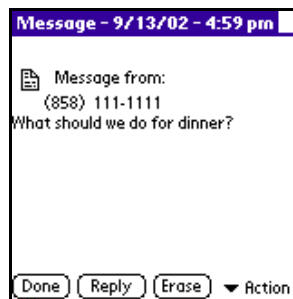 Message - 9/13/02 - 4:59 pm
Message from:
(858) 111-1111
What should we do for dinner?
Done Reply Erase Action